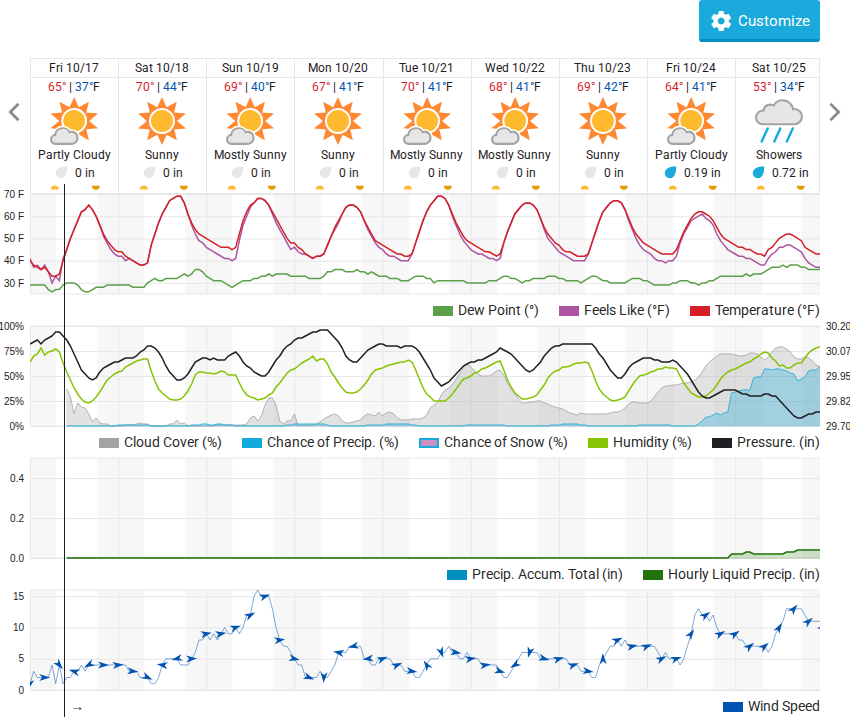 Customize
Fri 10/17 Sat 10/18 Sun 10/19 Mon 10/20 Tue 10/21 Wed 10/22 Thu 10/23 Fri 10/24 Sat 10/25
65° | 37°F 70° | 44°F 69° | 40°F 67° | 41°F 70° | 41°F 68° | 41°F 69° | 42°F 64° | 41°F 53° | 34°F
Partly Cloudy Sunny Mostly Sunny Sunny Mostly Sunny Mostly Sunny Sunny Partly Cloudy Showers
0 in 0 in 0 in 0 in 0 in 0 in 0 in 0.19 in 0.72 in
70 F
60 F
50 F
40 F
30 F
Dew Point (°) Feels Like (°F) Temperature (°F)
100% 30.20
75% 30.07
50% 29.95
25% 29.82
0% 29.70
Cloud Cover (%) Chance of Precip. (%) Chance of Snow (%) Humidity (%) Pressure. (in)
0.4
0.2
0.0
Precip. Accum. Total (in) Hourly Liquid Precip. (in)
15
10
5
0
→ Wind Speed